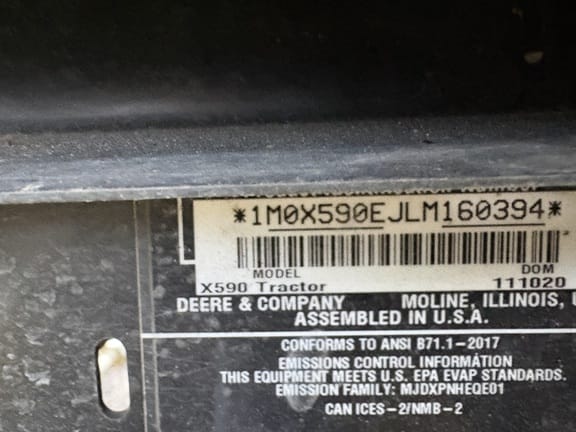 *1M0X590EJLM160394*
MODEL DOM
X590 Tractor 111020
DEERE & COMPANY MOLINE, ILLINOIS,
ASSEMBLED IN U.S.A.
CONFORMS TO ANSI B71.1-2017
EMISSIONS CONTROL INFORMATION
THIS EQUIPMENT MEETS U.S. EPA EVAP STANDARDS.
EMISSION FAMILY: MJDXPNHEQE01
CAN ICES-2/NMB-2